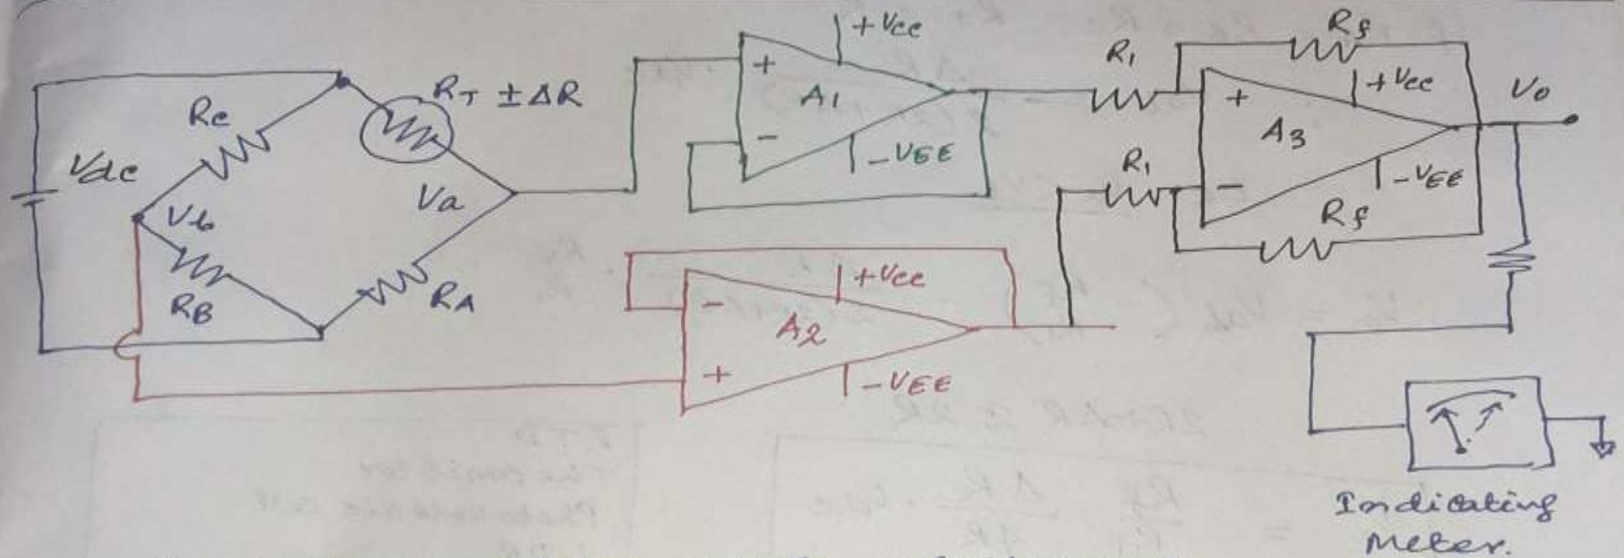 +Vcc
Rf
RT ± ΔR
R1
+
A1
+Vcc
Rc
+
V0
Vdc
-
-VEE
A3
R1
-
-VEE
Va
Vb
Rf
+Vcc
RB
RA
-
A2
+
-VEE
Indicating
Meter.